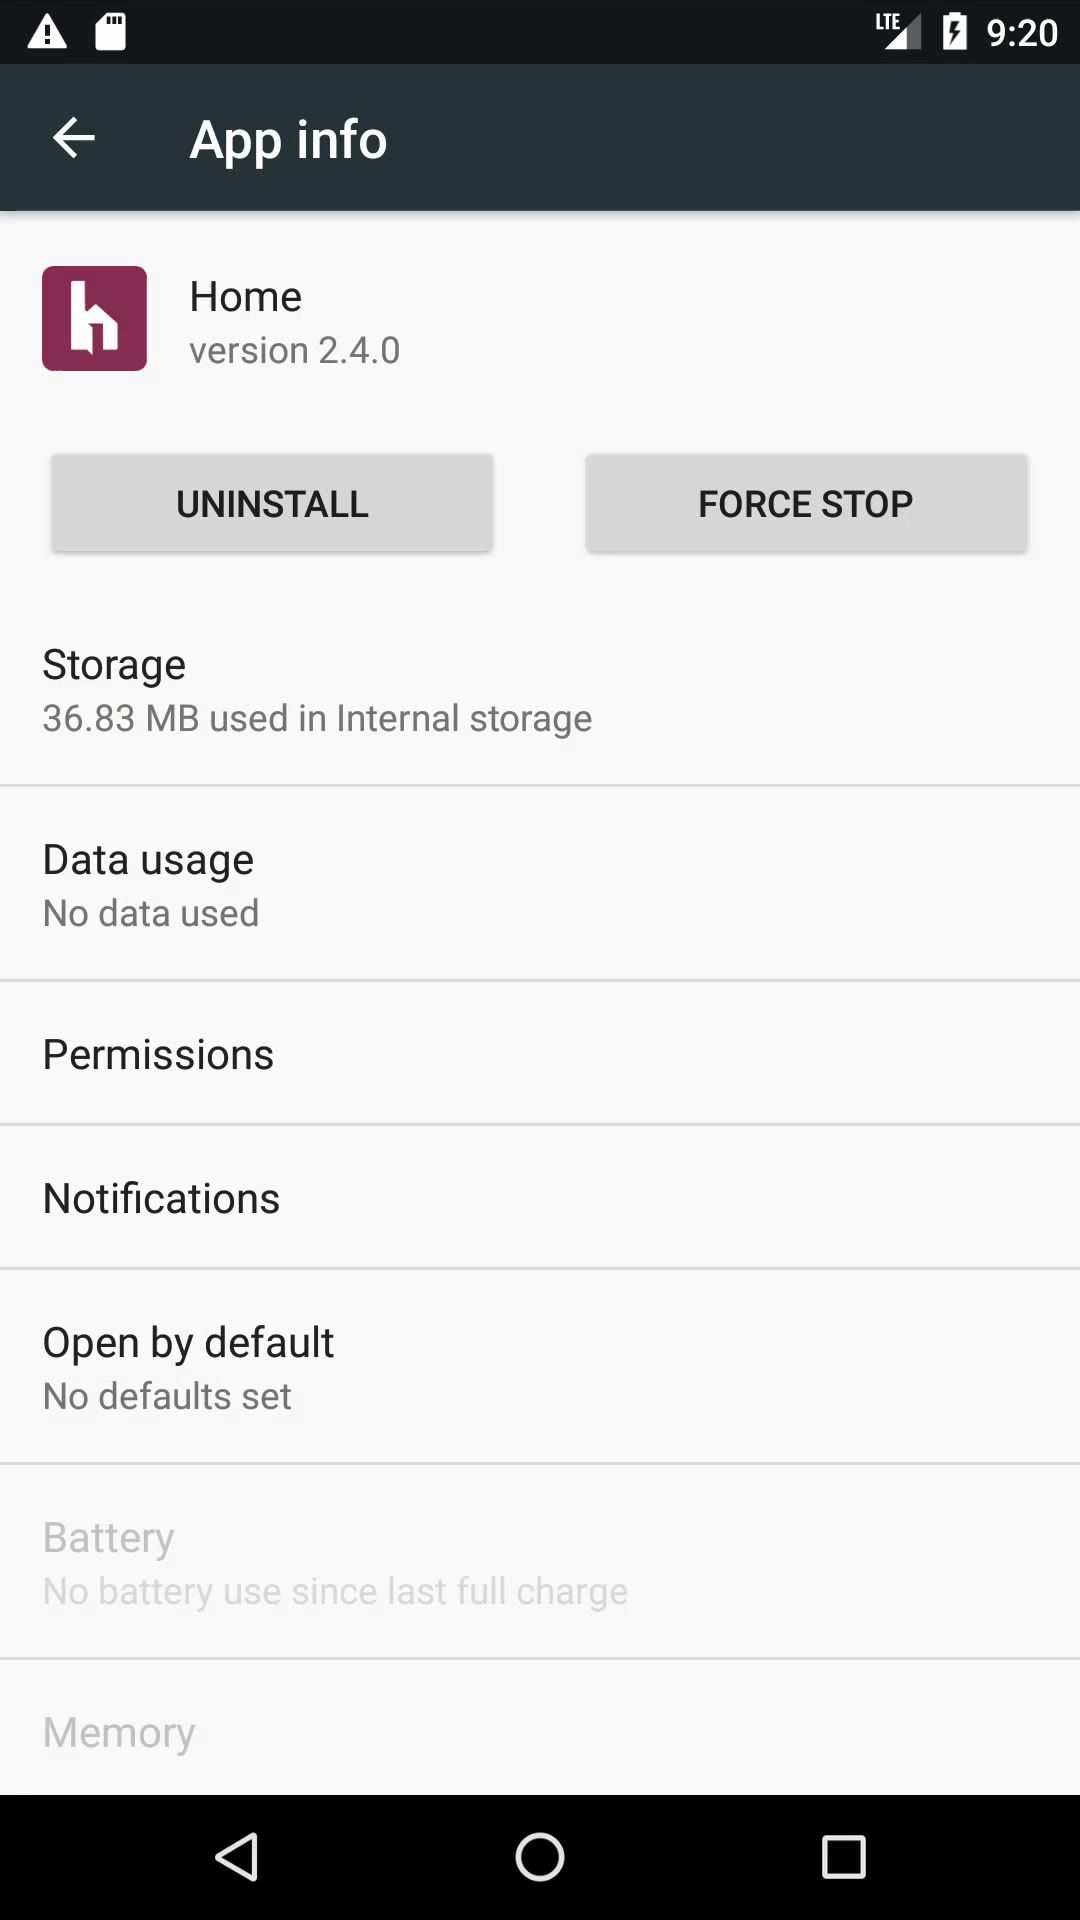 LTE 9:20
App info
Home
version 2.4.0
UNINSTALL FORCE STOP
Storage
36.83 MB used in Internal storage
Data usage
No data used
Permissions
Notifications
Open by default
No defaults set
Battery
No battery use since last full charge
Memory